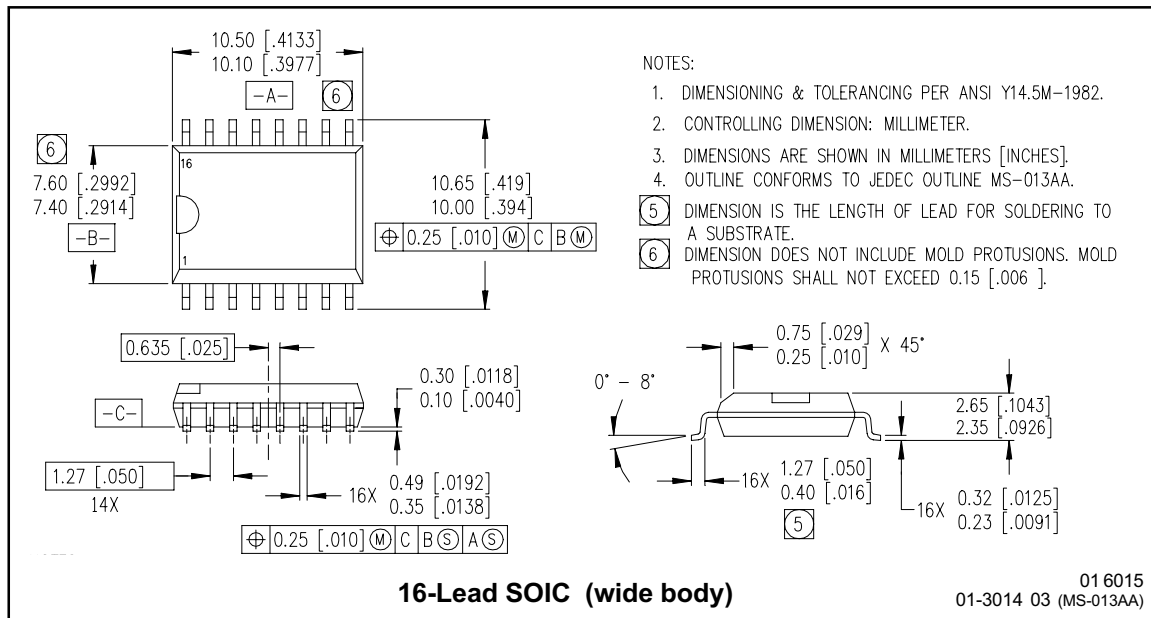 10.50 [.4133]
10.10 [.3977]
-A-
6
6
7.60 [.2992]
7.40 [.2914]
-B-
16
1
10.65 [.419]
10.00 [.394]
⌖ 0.25 [.010] Ⓜ C B Ⓜ
NOTES:
1. DIMENSIONING & TOLERANCING PER ANSI Y14.5M-1982.
2. CONTROLLING DIMENSION: MILLIMETER.
3. DIMENSIONS ARE SHOWN IN MILLIMETERS [INCHES].
4. OUTLINE CONFORMS TO JEDEC OUTLINE MS-013AA.
5 DIMENSION IS THE LENGTH OF LEAD FOR SOLDERING TO
A SUBSTRATE.
6 DIMENSION DOES NOT INCLUDE MOLD PROTUSIONS. MOLD
PROTUSIONS SHALL NOT EXCEED 0.15 [.006 ].
0.635 [.025]
-C-
0.30 [.0118]
0.10 [.0040]
1.27 [.050]
14X
16X 0.49 [.0192]
0.35 [.0138]
⌖ 0.25 [.010] Ⓜ C B Ⓢ A Ⓢ
0.75 [.029]
0.25 [.010]
X 45°
0° - 8°
2.65 [.1043]
2.35 [.0926]
16X 1.27 [.050]
0.40 [.016]
5
16X 0.32 [.0125]
0.23 [.0091]
16-Lead SOIC (wide body)
01 6015
01-3014 03 (MS-013AA)